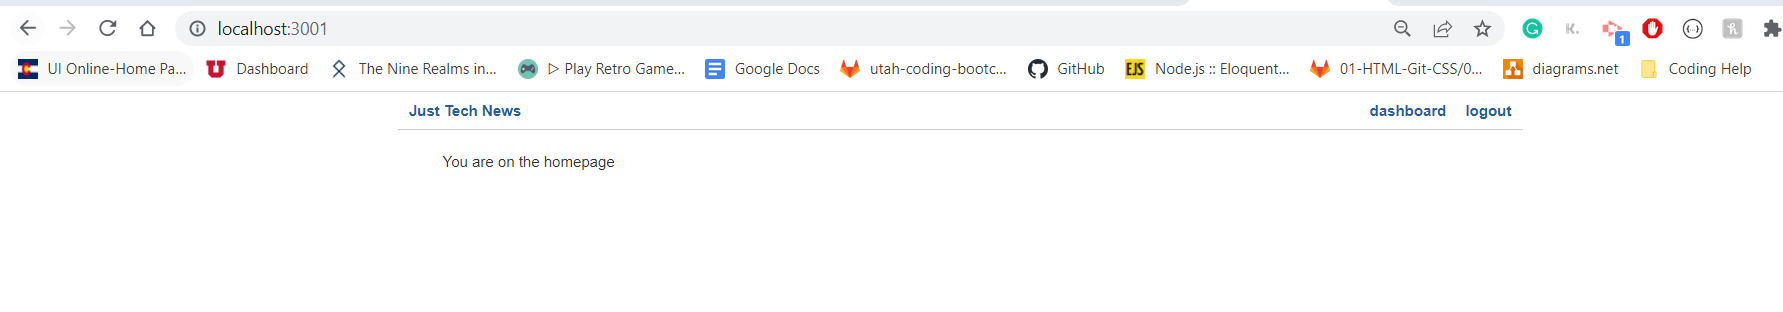 localhost:3001
1
UI Online-Home Pa... Dashboard The Nine Realms in... ▷ Play Retro Game... Google Docs utah-coding-bootc... GitHub EJS Node.js :: Eloquent... 01-HTML-Git-CSS/0... diagrams.net Coding Help
Just Tech News dashboard logout
You are on the homepage